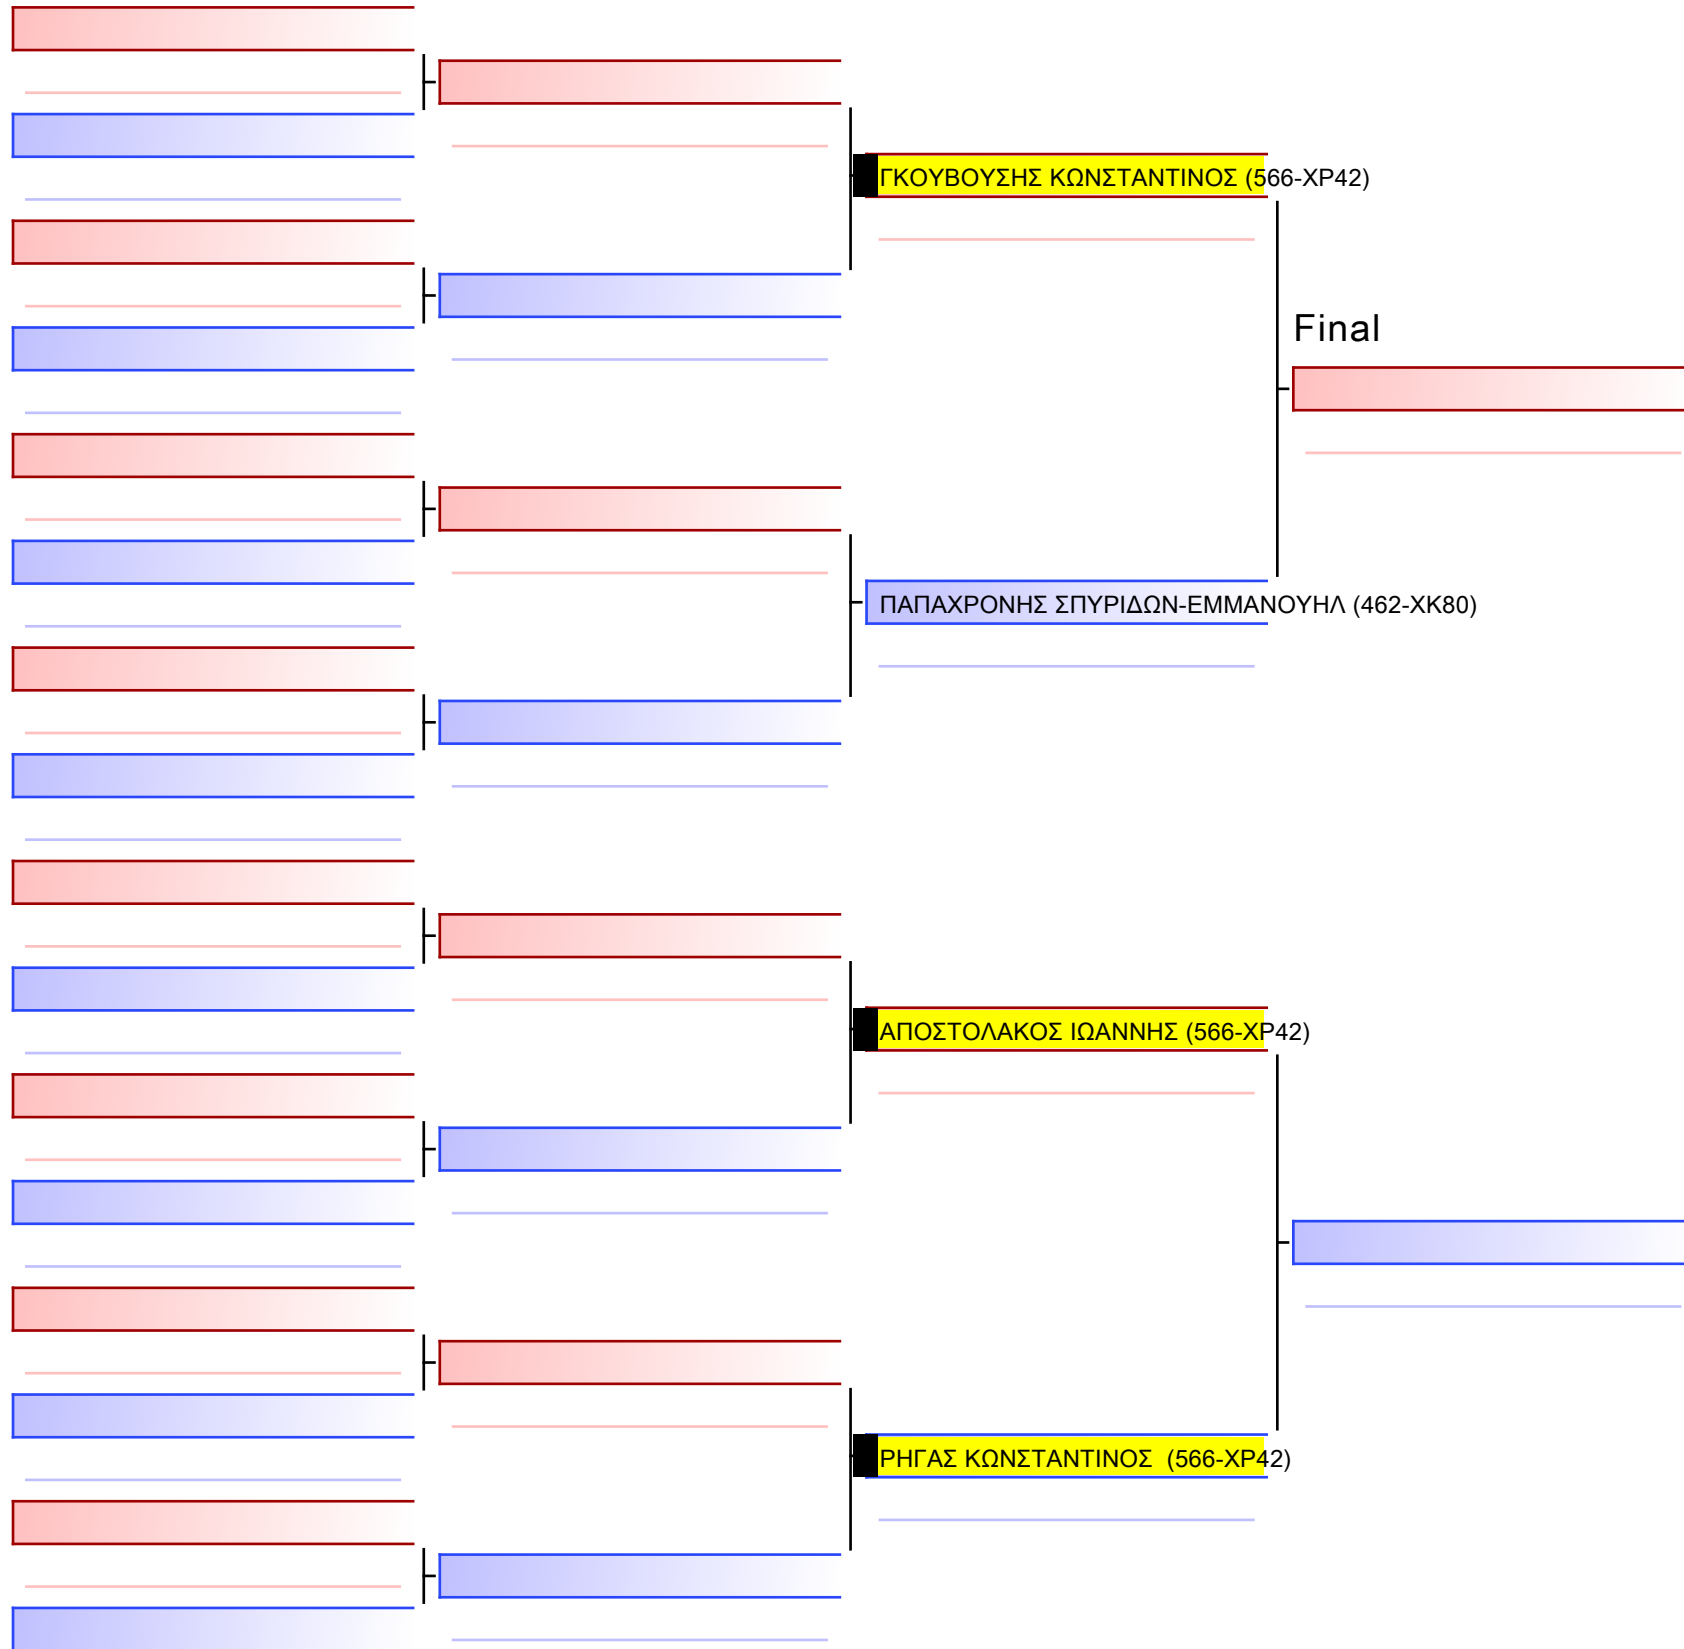 ΓΚΟΥΒΟΥΣΗΣ ΚΩΝΣΤΑΝΤΙΝΟΣ (566-ΧΡ42)
Final
ΠΑΠΑΧΡΟΝΗΣ ΣΠΥΡΙΔΩΝ-ΕΜΜΑΝΟΥΗΛ (462-ΧΚ80)
ΑΠΟΣΤΟΛΑΚΟΣ ΙΩΑΝΝΗΣ (566-ΧΡ42)
ΡΗΓΑΣ ΚΩΝΣΤΑΝΤΙΝΟΣ  (566-ΧΡ42)